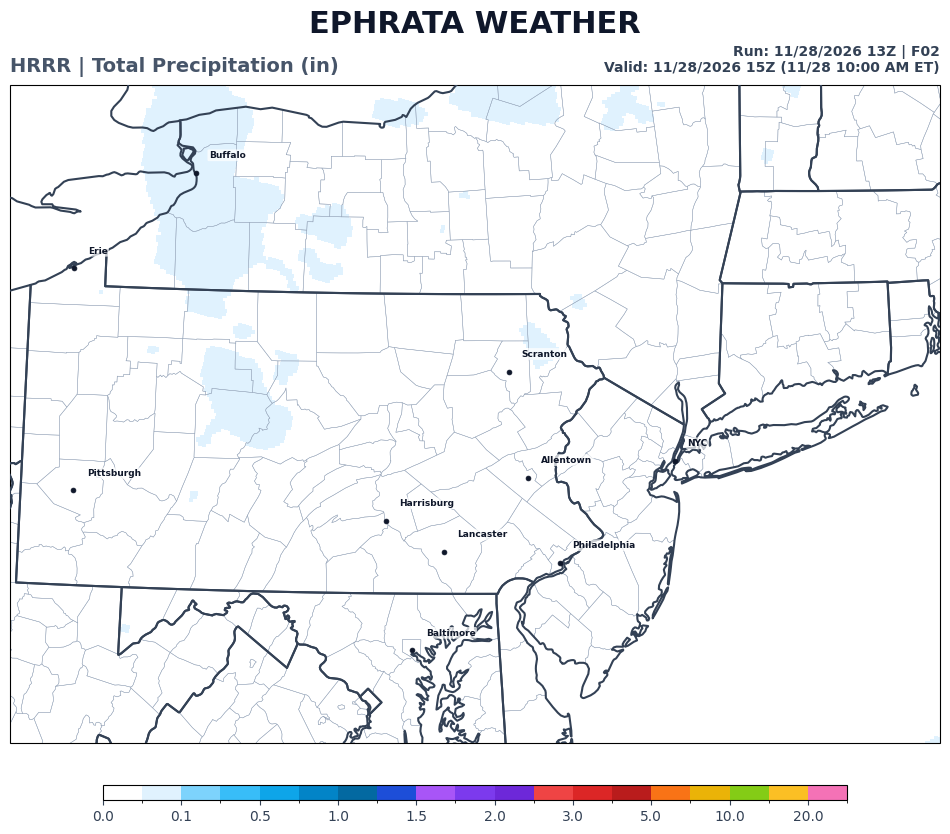 EPHRATA WEATHER
HRRR | Total Precipitation (in)
Run: 11/28/2026 13Z | F02
Valid: 11/28/2026 15Z (11/28 10:00 AM ET)
Buffalo
Erie
Scranton
NYC
Allentown
Pittsburgh
Harrisburg
Lancaster
Philadelphia
Baltimore
0.0 0.1 0.5 1.0 1.5 2.0 3.0 5.0 10.0 20.0